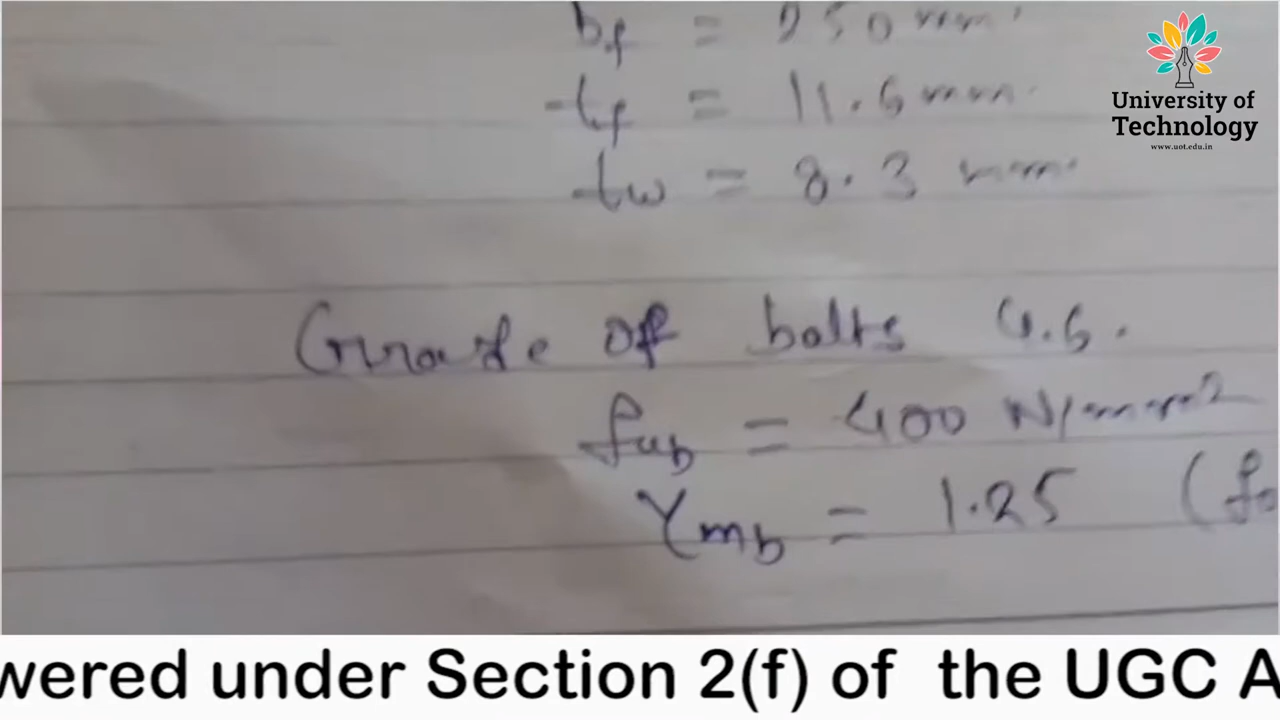 bf = 250 mm.
tf = 11.6 mm.
tw = 8.3 mm.
Grade of bolts 4.6.
fub = 400 N/mm2
γmb = 1.25 (fo
University of
Technology
www.uot.edu.in
wered under Section 2(f) of the UGC A